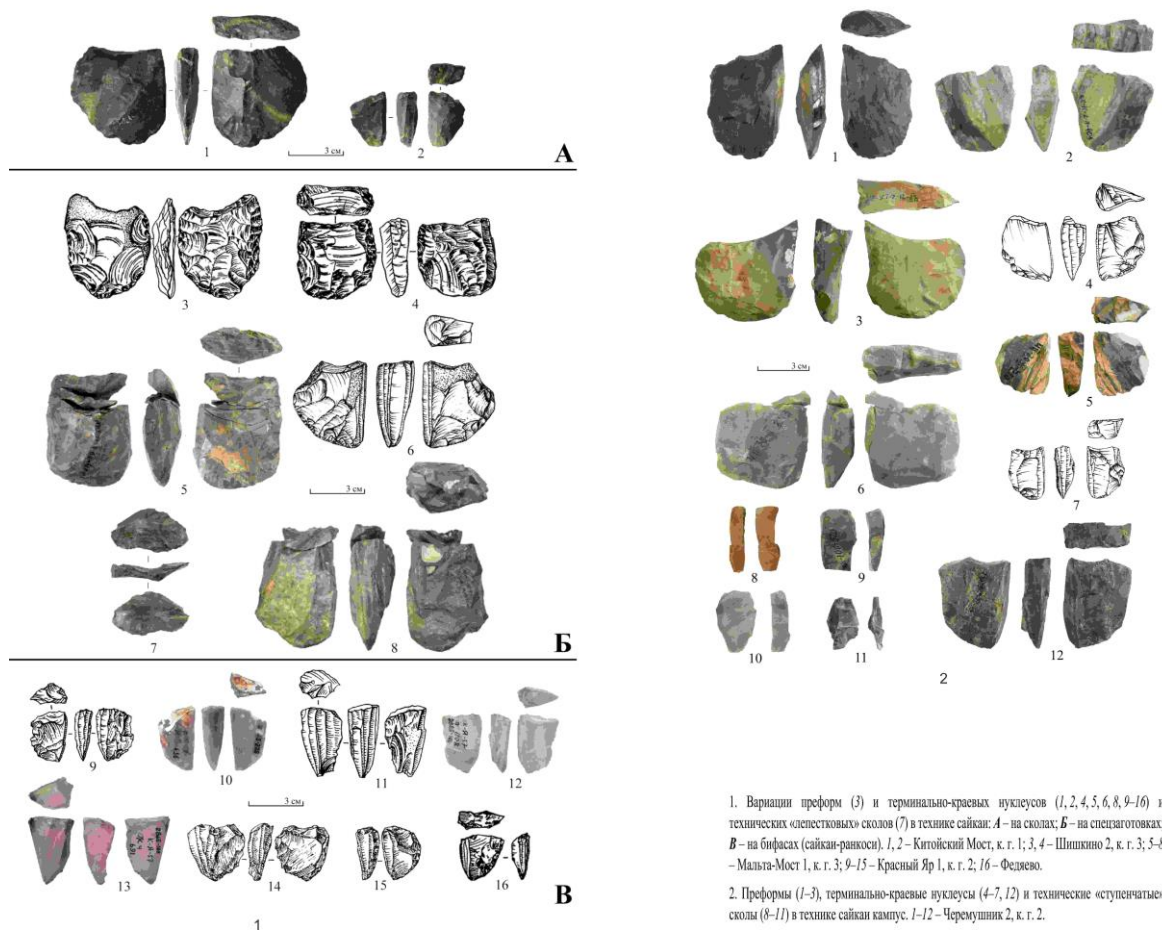 1
2
3 см
А
3
4
5
6
3 см
7
8
Б
9
10
11
12
3 см
13
14
15
16
В
1
1
2
3
4
5
3 см
6
7
8
9
10
11
12
2
1. Вариации преформ (3) и терминально-краевых нуклеусов (1, 2, 4, 5, 6, 8, 9–16) и
технических «лепестковых» сколов (7) в технике сайкаи: А – на сколах; Б – на спецзаготовках;
В – на бифасах (сайкаи-ранкоси). 1, 2 – Китойский Мост, к. г. 1; 3, 4 – Шишкино 2, к. г. 3; 5–8
– Мальта-Мост 1, к. г. 3; 9–15 – Красный Яр 1, к. г. 2; 16 – Федяево.
2. Преформы (1–3), терминально-краевые нуклеусы (4–7, 12) и технические «ступенчатые»
сколы (8–11) в технике сайкаи кампус. 1–12 – Черемушник 2, к. г. 2.